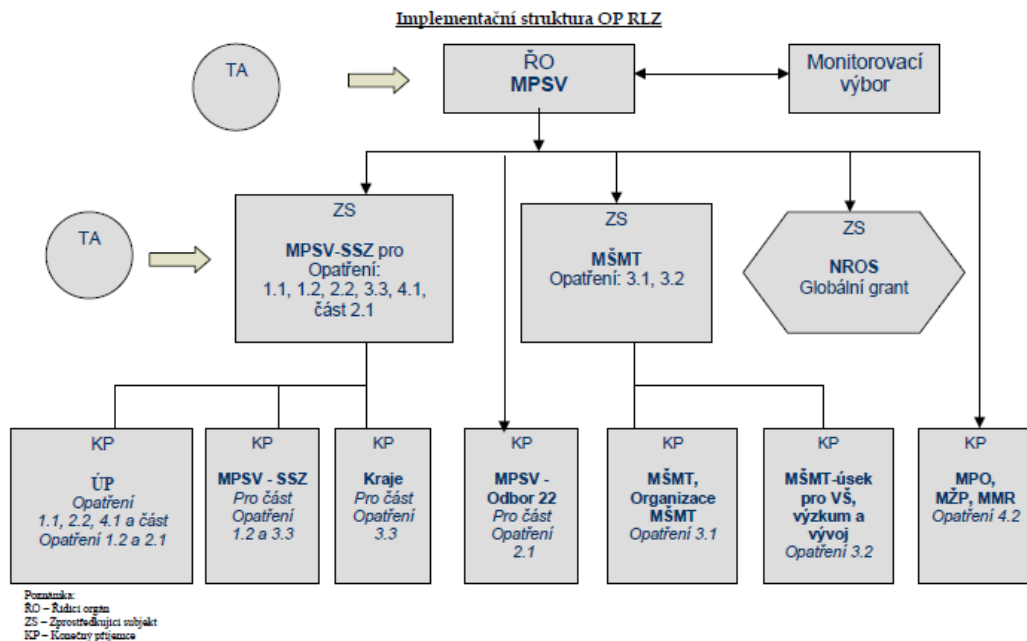 Implementační struktura OP RLZ
TA
ŘO
MPSV
Monitorovací
výbor
TA
ZS
MPSV-SSZ pro
Opatření:
1.1, 1.2, 2.2, 3.3, 4.1,
část 2.1
ZS
MŠMT
Opatření: 3.1, 3.2
ZS
NROS
Globální grant
KP
ÚP
Opatření
1.1, 2.2, 4.1 a část
Opatření 1.2 a 2.1
KP
MPSV - SSZ
Pro část
Opatření
1.2 a 3.3
KP
Kraje
Pro část
Opatření
3.3
KP
MPSV -
Odbor 22
Pro část
Opatření
2.1
KP
MŠMT,
Organizace
MŠMT
Opatření 3.1
KP
MŠMT-úsek
pro VŠ,
výzkum a
vývoj
Opatření 3.2
KP
MPO,
MŽP, MMR
Opatření 4.2
Poznámka:
ŘO – Řídící orgán
ZS – Zprostředkující subjekt
KP – Konečný příjemce